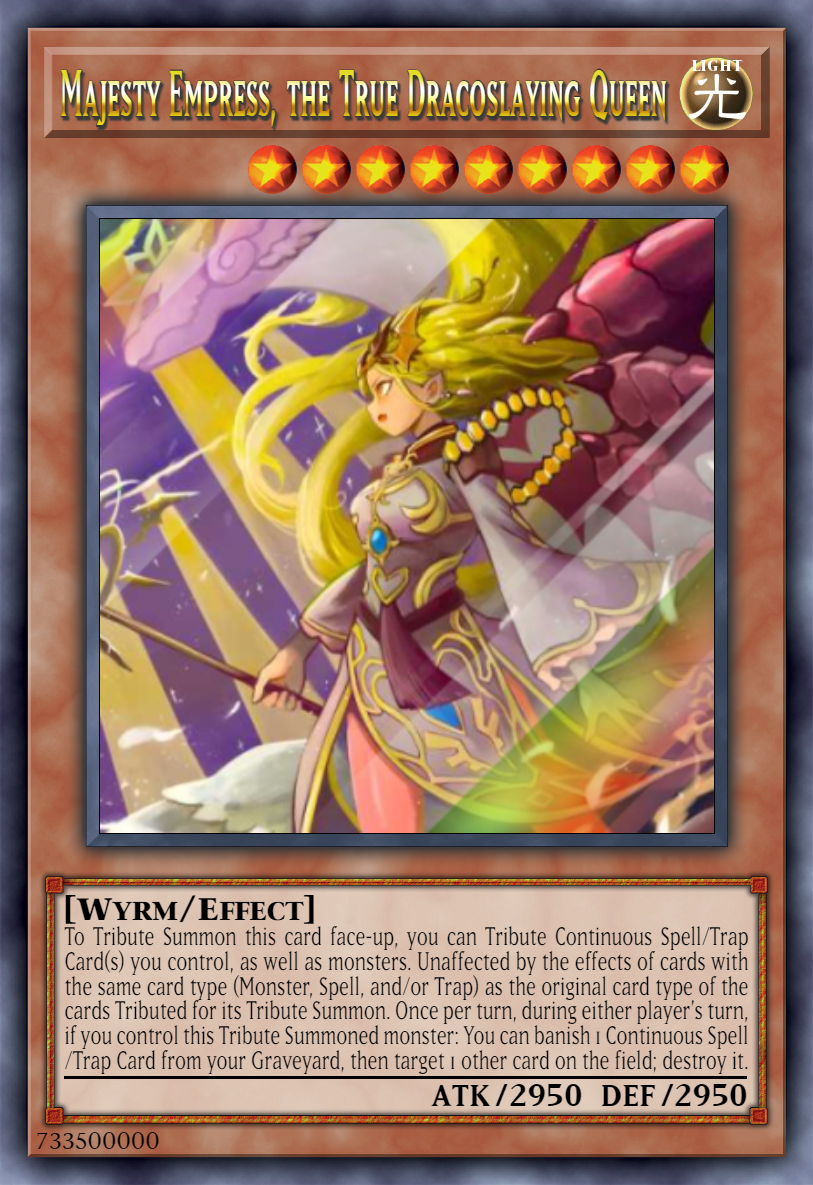 Majesty Empress, the True Dracoslaying Queen
LIGHT
光
[Wyrm/Effect]
To Tribute Summon this card face-up, you can Tribute Continuous Spell/Trap
Card(s) you control, as well as monsters. Unaffected by the effects of cards with
the same card type (Monster, Spell, and/or Trap) as the original card type of the
cards Tributed for its Tribute Summon. Once per turn, during either player's turn,
if you control this Tribute Summoned monster: You can banish 1 Continuous Spell
/Trap Card from your Graveyard, then target 1 other card on the field; destroy it.
ATK/2950 DEF/2950
733500000